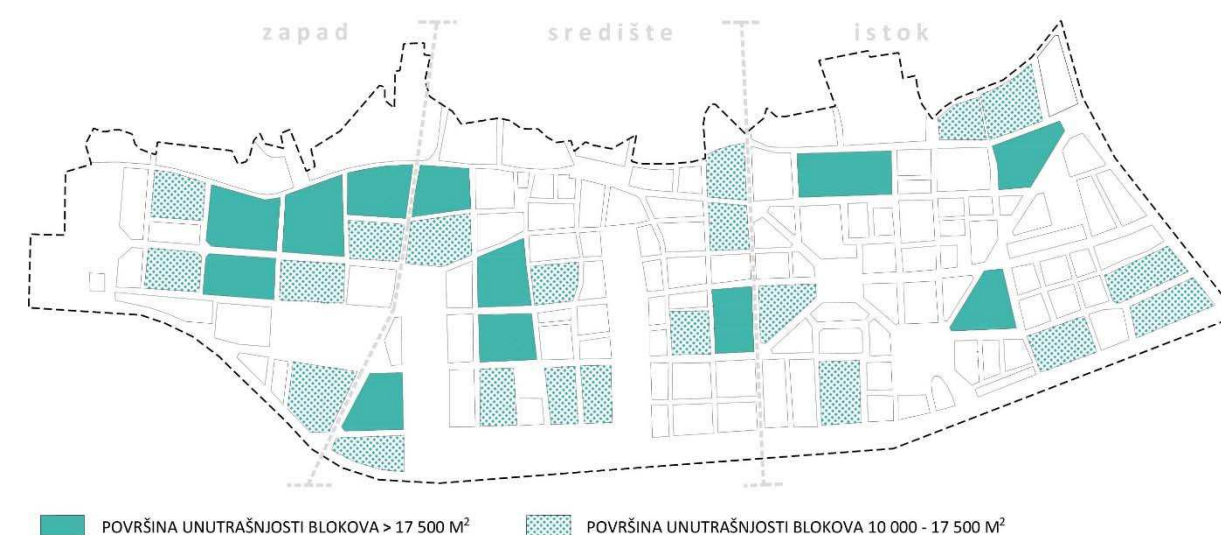 zapad središte istok
POVRŠINA UNUTRAŠNJOSTI BLOKOVA > 17 500 M² POVRŠINA UNUTRAŠNJOSTI BLOKOVA 10 000 - 17 500 M²